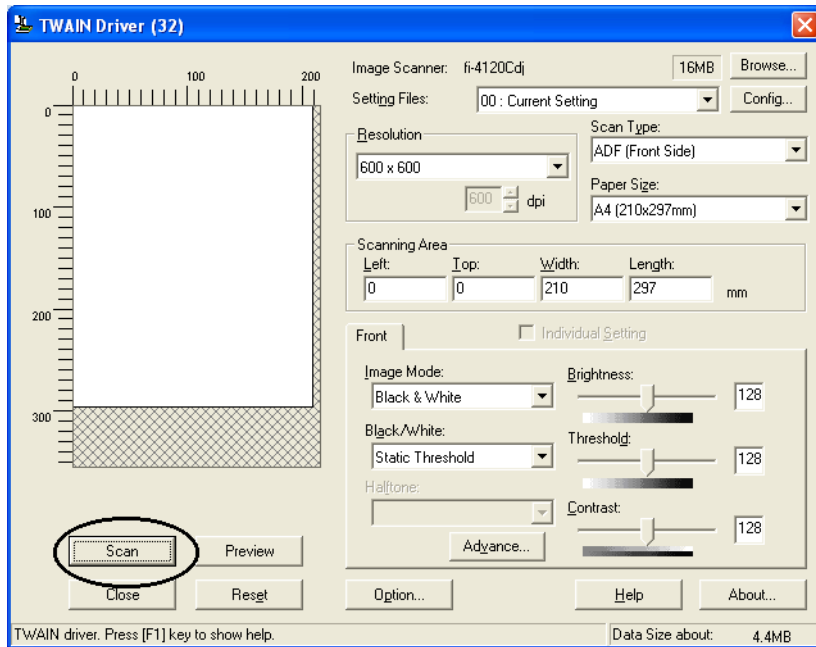 TWAIN Driver (32)
0 100 200
0
100
200
300
Image Scanner: fi-4120Cdj 16MB Browse...
Setting Files: 00 : Current Setting Config...
Resolution
600 x 600
600 dpi
Scan Type:
ADF (Front Side)
Paper Size:
A4 (210x297mm)
Scanning Area
Left: Top: Width: Length:
0 0 210 297 mm
Front
Individual Setting
Image Mode:
Black & White
Black/White:
Static Threshold
Halftone:
Advance...
Brightness:
128
Threshold:
128
Contrast:
128
Scan Preview
Close Reset
Option... Help About...
TWAIN driver. Press [F1] key to show help. Data Size about: 4.4MB